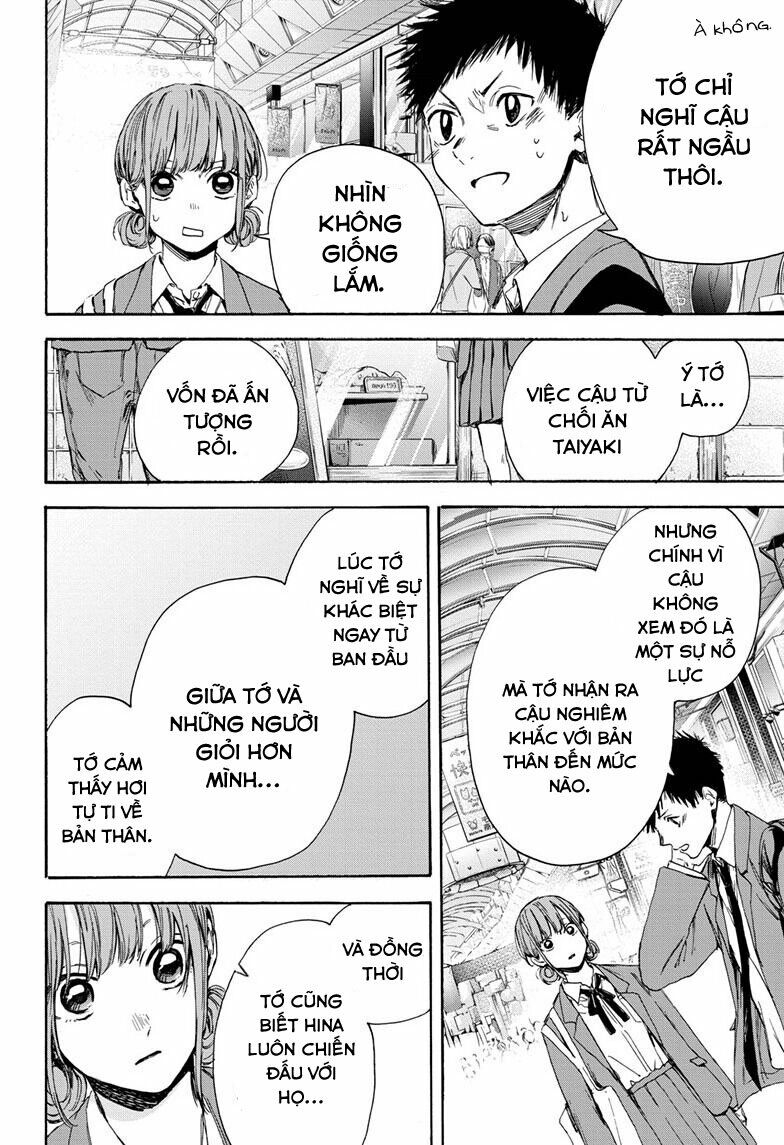 À không.
TỚ CHỈ
NGHĨ CẬU
RẤT NGẦU
THÔI.
NHÌN
KHÔNG
GIỐNG
LẮM.
Ý TỚ
LÀ...
VIỆC CẬU TỪ
CHỐI ĂN
TAIYAKI
VỐN ĐÃ ẤN
TƯỢNG
RỒI.
NHƯNG
CHÍNH VÌ
CẬU
KHÔNG
XEM ĐÓ LÀ
MỘT SỰ NỖ
LỰC
MÀ TỚ NHẬN RA
CẬU NGHIÊM
KHẮC VỚI BẢN
THÂN ĐẾN MỨC
NÀO.
LÚC TỚ
NGHĨ VỀ SỰ
KHÁC BIỆT
NGAY TỪ
BAN ĐẦU
GIỮA TỚ VÀ
NHỮNG NGƯỜI
GIỎI HƠN
MÌNH...
TỚ CẢM
THẤY HƠI
TỰ TI VỀ
BẢN THÂN.
VÀ ĐỒNG
THỜI
TỚ CŨNG
BIẾT HINA
LUÔN CHIẾN
ĐẤU VỚI
HỌ...